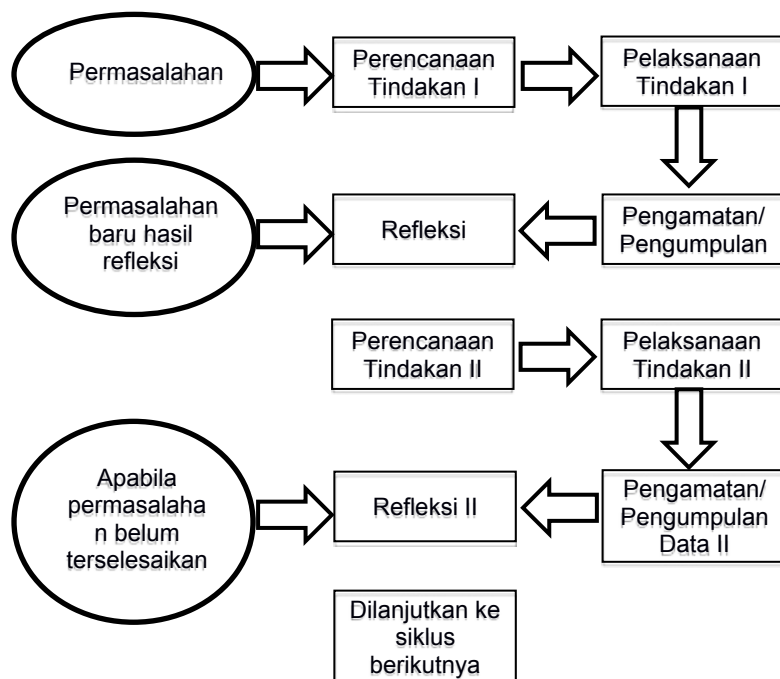 Permasalahan
Perencanaan
Tindakan I
Pelaksanaan
Tindakan I
Permasalahan
baru hasil
refleksi
Refleksi
Pengamatan/
Pengumpulan
Perencanaan
Tindakan II
Pelaksanaan
Tindakan II
Apabila
permasalaha
n belum
terselesaikan
Refleksi II
Pengamatan/
Pengumpulan
Data II
Dilanjutkan ke
siklus
berikutnya